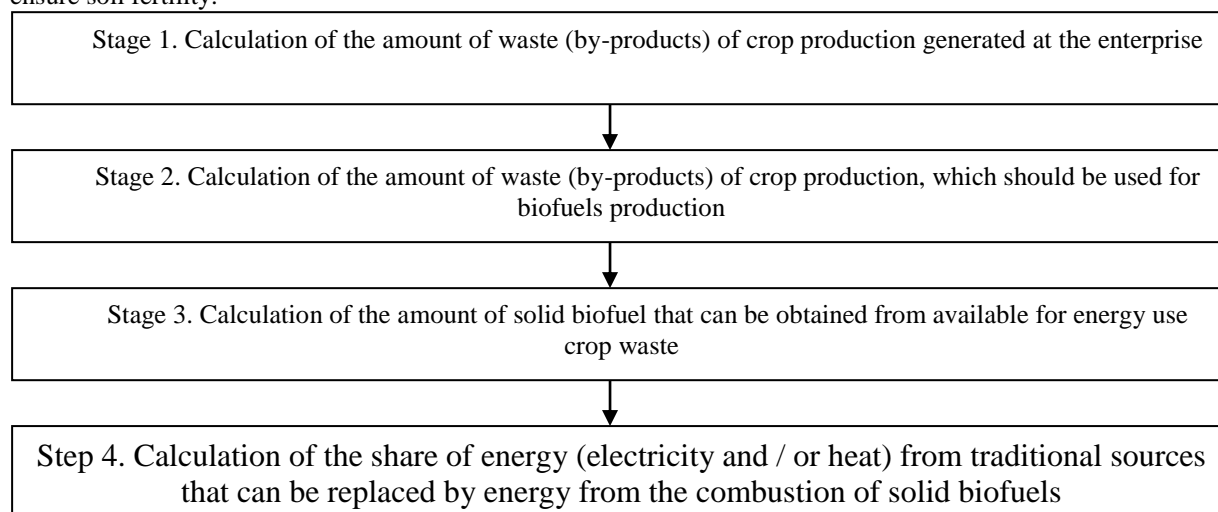 ensure soil fertility.
Stage 1. Calculation of the amount of waste (by-products) of crop production generated at the enterprise
Stage 2. Calculation of the amount of waste (by-products) of crop production, which should be used for
biofuels production
Stage 3. Calculation of the amount of solid biofuel that can be obtained from available for energy use
crop waste
Step 4. Calculation of the share of energy (electricity and / or heat) from traditional sources
that can be replaced by energy from the combustion of solid biofuels